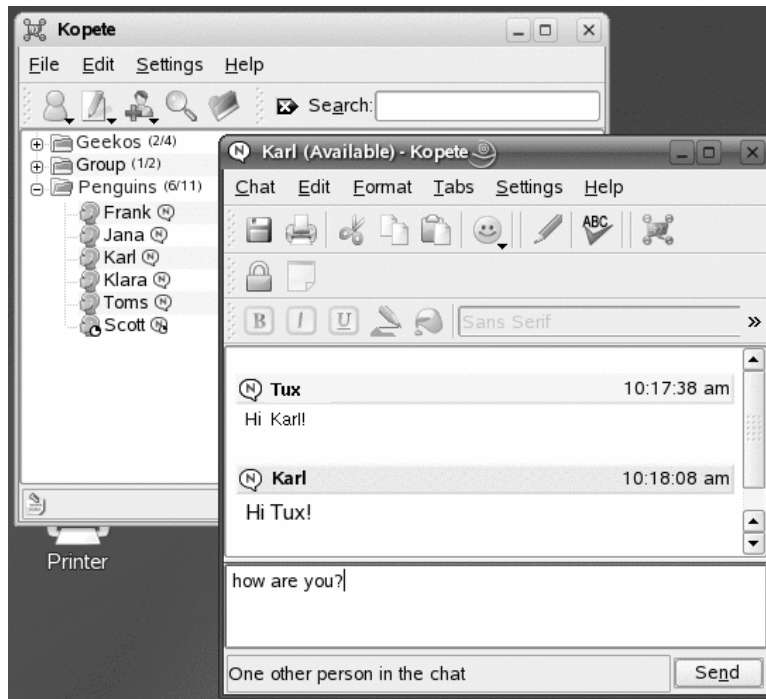 Kopete
File Edit Settings Help
Search:
Geekos (2/4)
Group (1/2)
Penguins (6/11)
Frank
Jana
Karl
Klara
Toms
Scott
Printer
Karl (Available) - Kopete
Chat Edit Format Tabs Settings Help
ABC
B I U Sans Serif »
N Tux 10:17:38 am
Hi Karl!
N Karl 10:18:08 am
Hi Tux!
how are you?
One other person in the chat Send